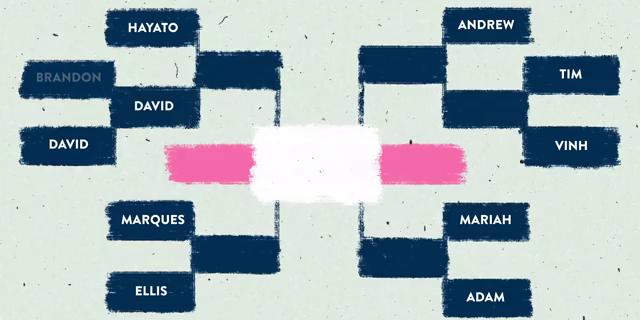 HAYATO
BRANDON
DAVID
DAVID
MARQUES
ELLIS
ANDREW
TIM
VINH
MARIAH
ADAM